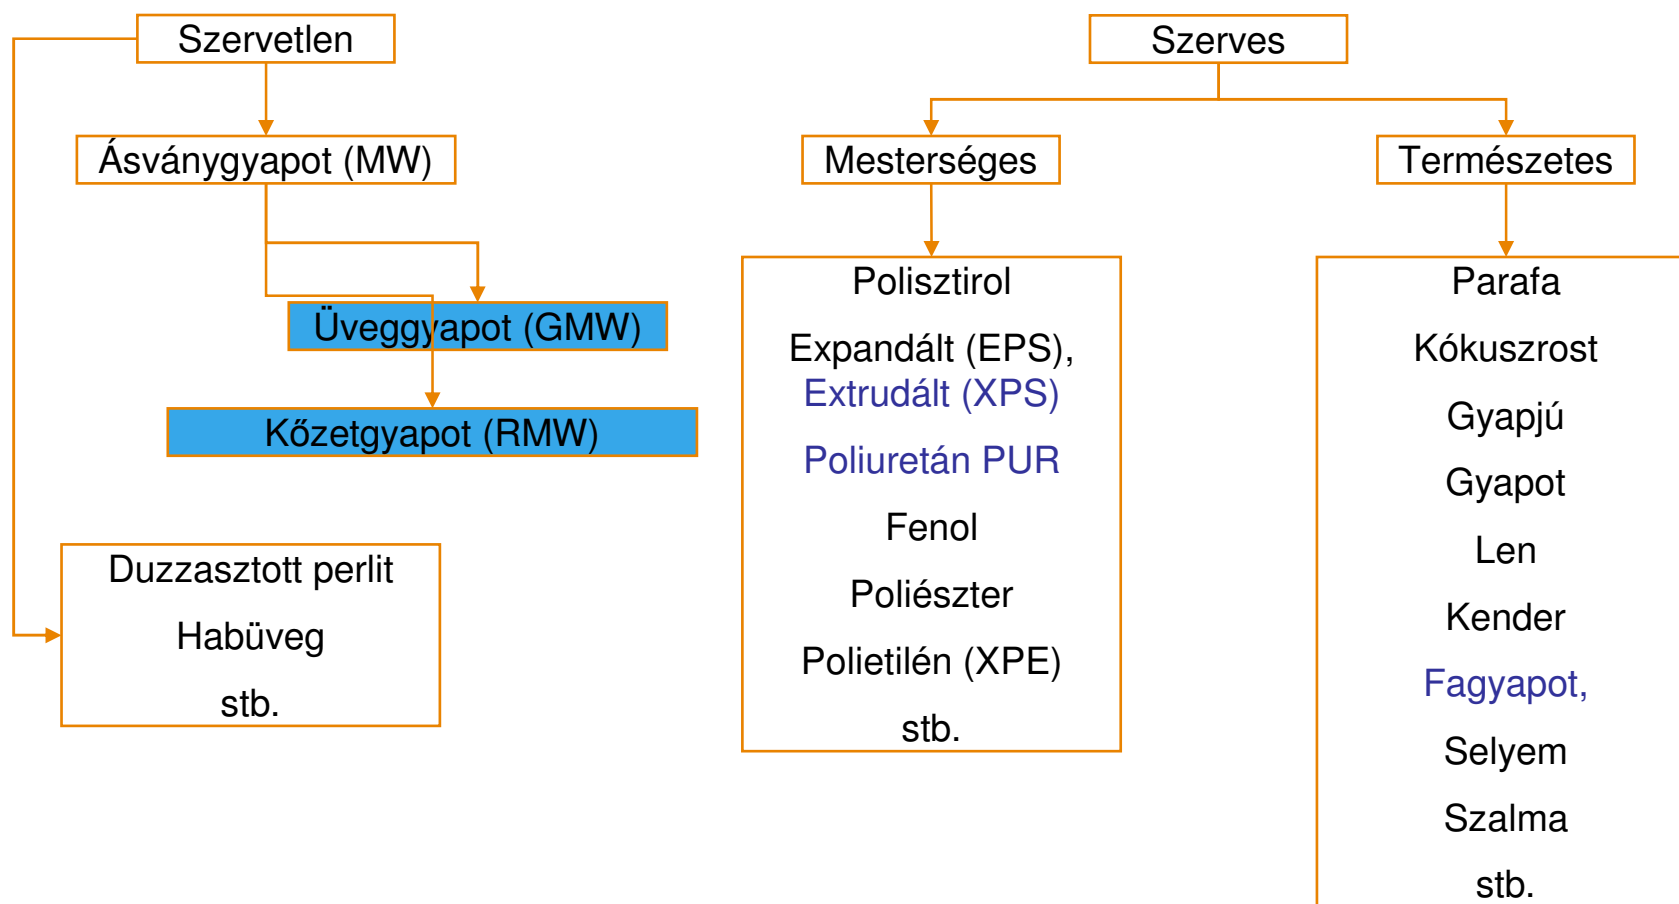 Szervetlen
Ásványgyapot (MW)
Üveggyapot (GMW)
Kőzetgyapot (RMW)
Duzzasztott perlit
Habüveg
stb.
Szerves
Mesterséges
Polisztirol
Expandált (EPS),
Extrudált (XPS)
Poliuretán PUR
Fenol
Poliészter
Polietilén (XPE)
stb.
Természetes
Parafa
Kókuszrost
Gyapjú
Gyapot
Len
Kender
Fagyapot,
Selyem
Szalma
stb.